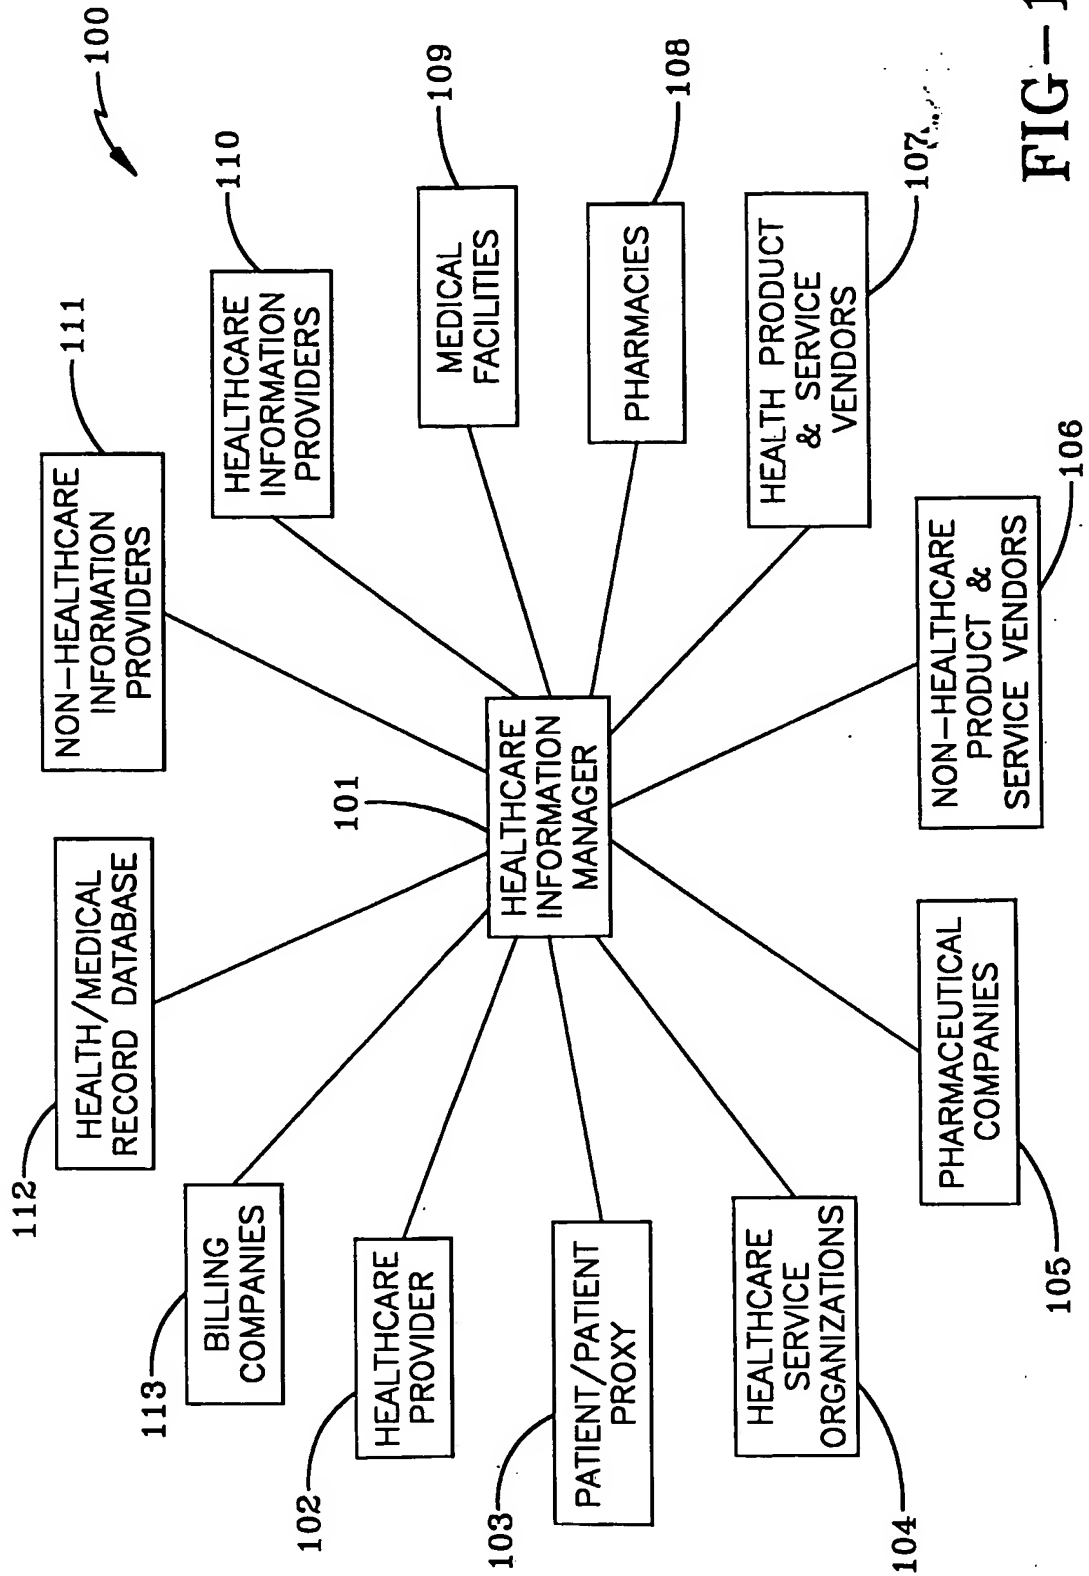 100
111
NON-HEALTHCARE
INFORMATION
PROVIDERS
110
HEALTHCARE
INFORMATION
PROVIDERS
109
MEDICAL
FACILITIES
108
PHARMACIES
107
HEALTH PRODUCT
& SERVICE
VENDORS
106
NON-HEALTHCARE
PRODUCT &
SERVICE VENDORS
101
HEALTHCARE
INFORMATION
MANAGER
112
HEALTH/MEDICAL
RECORD DATABASE
113
BILLING
COMPANIES
102
HEALTHCARE
PROVIDER
103
PATIENT/PATIENT
PROXY
104
HEALTHCARE
SERVICE
ORGANIZATIONS
105
PHARMACEUTICAL
COMPANIES
FIG-1